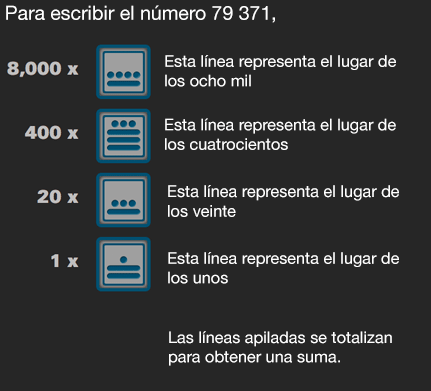 Para escribir el número 79 371,
8,000 x
Esta línea representa el lugar de
los ocho mil
400 x
Esta línea representa el lugar de
los cuatrocientos
20 x
Esta línea representa el lugar de
los veinte
1 x
Esta línea representa el lugar de
los unos
Las líneas apiladas se totalizan
para obtener una suma.